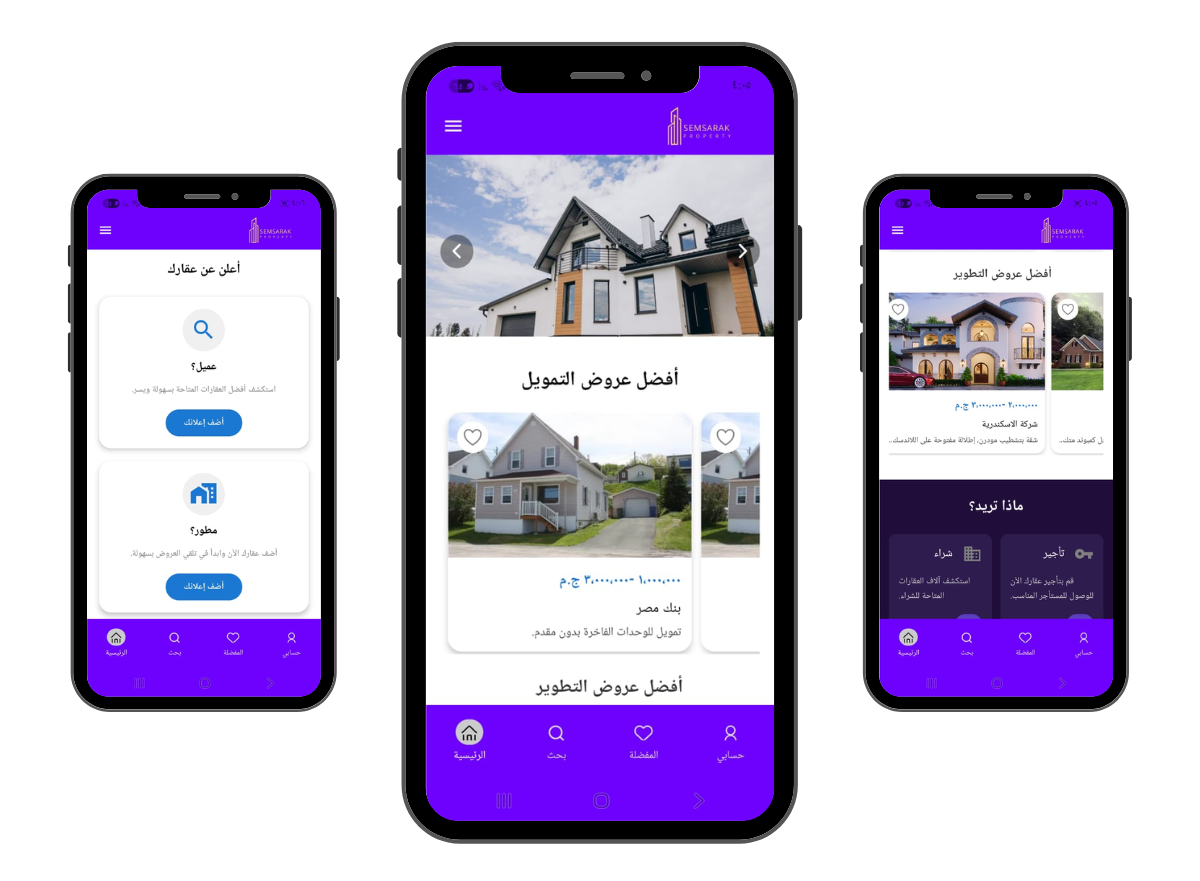 SEMSARAK
PROPERTY
أعلن عن عقارك
عميل؟
استكشف أفضل العقارات المتاحة بسهولة ويسر.
أضف إعلانك
مطور؟
أضف عقارك الآن وابدأ في تلقي العروض بسهولة.
أضف إعلانك
الرئيسية
بحث
المفضلة
حسابي
٤:٠٥
SEMSARAK
PROPERTY
أفضل عروض التمويل
١,٠٠٠,٠٠٠ -٣,٠٠٠,٠٠٠ ج.م
بنك مصر
تمويل للوحدات الفاخرة بدون مقدم.
أفضل عروض التطوير
الرئيسية
بحث
المفضلة
حسابي
SEMSARAK
PROPERTY
أفضل عروض التطوير
٢,٠٠٠,٠٠٠ -٣,٠٠٠,٠٠٠ ج.م
شركة الاسكندرية
شقة بتشطيب مودرن، إطلالة مفتوحة على اللاندسك..
ل كمبوند متك..
ماذا تريد؟
تأجير
قم بتأجير عقارك الآن
للوصول للمستأجر المناسب.
شراء
استكشف آلاف العقارات
المتاحة للشراء.
الرئيسية
بحث
المفضلة
حسابي